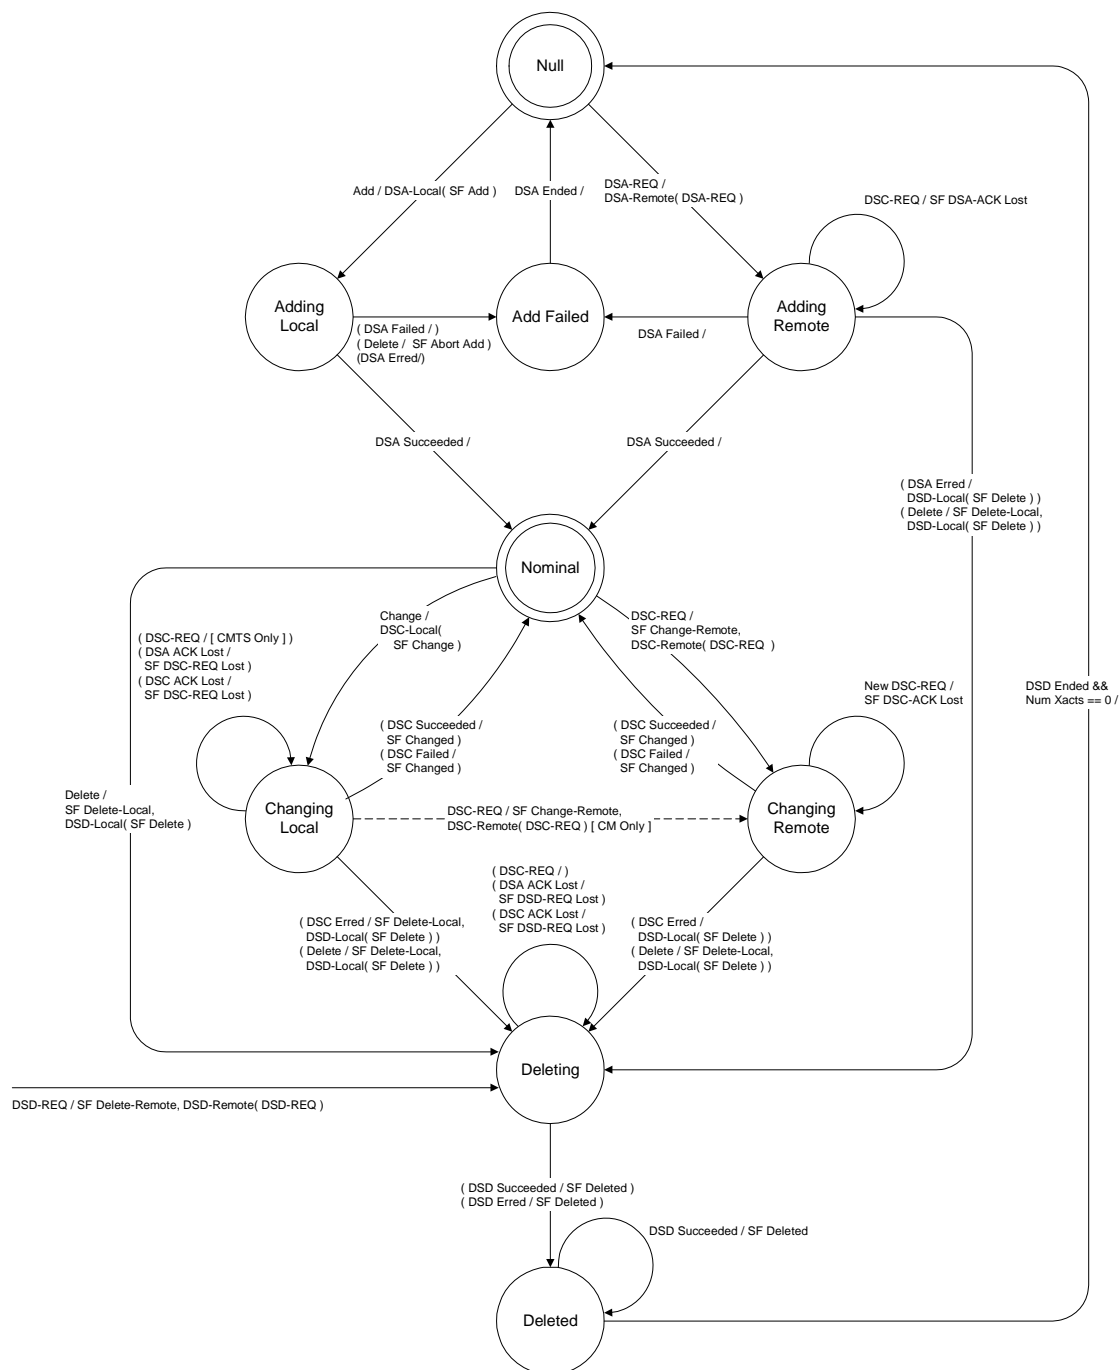 Null
Add / DSA-Local( SF Add )
DSA Ended /
DSA-REQ /
DSA-Remote( DSA-REQ )
DSC-REQ / SF DSA-ACK Lost
Adding
Local
Add Failed
Adding
Remote
( DSA Failed / )
( Delete / SF Abort Add )
(DSA Erred/)
DSA Failed /
DSA Succeeded /
DSA Succeeded /
( DSA Erred /
DSD-Local( SF Delete ) )
( Delete / SF Delete-Local,
DSD-Local( SF Delete ) )
Nominal
( DSC-REQ / [ CMTS Only ] )
( DSA ACK Lost /
SF DSC-REQ Lost )
( DSC ACK Lost /
SF DSC-REQ Lost )
Change /
DSC-Local(
SF Change )
DSC-REQ /
SF Change-Remote,
DSC-Remote( DSC-REQ )
New DSC-REQ /
SF DSC-ACK Lost
DSD Ended &&
Num Xacts == 0 /
( DSC Succeeded /
SF Changed )
( DSC Failed /
SF Changed )
( DSC Succeeded /
SF Changed )
( DSC Failed /
SF Changed )
Delete /
SF Delete-Local,
DSD-Local( SF Delete )
Changing
Local
DSC-REQ / SF Change-Remote,
DSC-Remote( DSC-REQ ) [ CM Only ]
Changing
Remote
( DSC-REQ / )
( DSA ACK Lost /
SF DSD-REQ Lost )
( DSC ACK Lost /
SF DSD-REQ Lost )
( DSC Erred / SF Delete-Local,
DSD-Local( SF Delete ) )
( Delete / SF Delete-Local,
DSD-Local( SF Delete ) )
( DSC Erred /
DSD-Local( SF Delete ) )
( Delete / SF Delete-Local,
DSD-Local( SF Delete ) )
Deleting
DSD-REQ / SF Delete-Remote, DSD-Remote( DSD-REQ )
( DSD Succeeded / SF Deleted )
( DSD Erred / SF Deleted )
DSD Succeeded / SF Deleted
Deleted